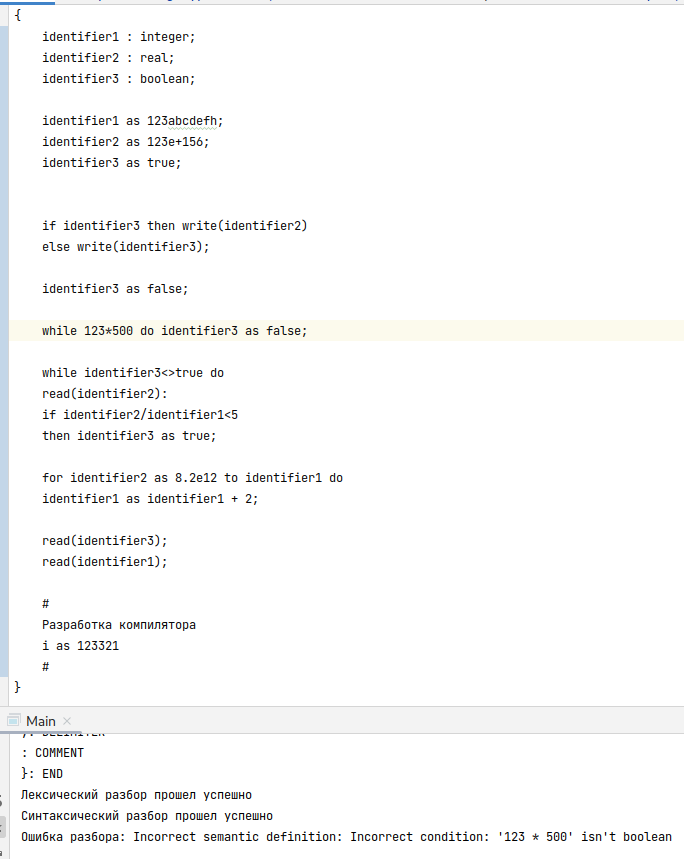 {
identifier1 : integer;
identifier2 : real;
identifier3 : boolean;
identifier1 as 123abcdefh;
identifier2 as 123e+156;
identifier3 as true;
if identifier3 then write(identifier2)
else write(identifier3);
identifier3 as false;
while 123*500 do identifier3 as false;
while identifier3<>true do
read(identifier2):
if identifier2/identifier1<5
then identifier3 as true;
for identifier2 as 8.2e12 to identifier1 do
identifier1 as identifier1 + 2;
read(identifier3);
read(identifier1);
#
Разработка компилятора
i as 123321
#
}
Main
: COMMENT
}: END
Лексический разбор прошел успешно
Синтаксический разбор прошел успешно
Ошибка разбора: Incorrect semantic definition: Incorrect condition: '123 * 500' isn't boolean